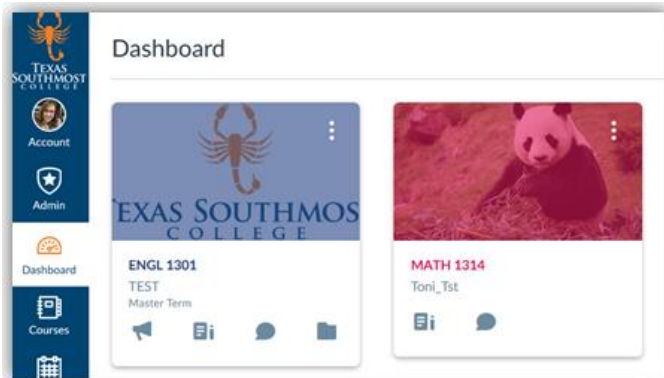 TEXAS
SOUTHMOST
COLLEGE
Account
Admin
Dashboard
Courses
Dashboard
EXAS SOUTHMOS
COLLEGE
ENGL 1301
TEST
Master Term
MATH 1314
Toni_Tst